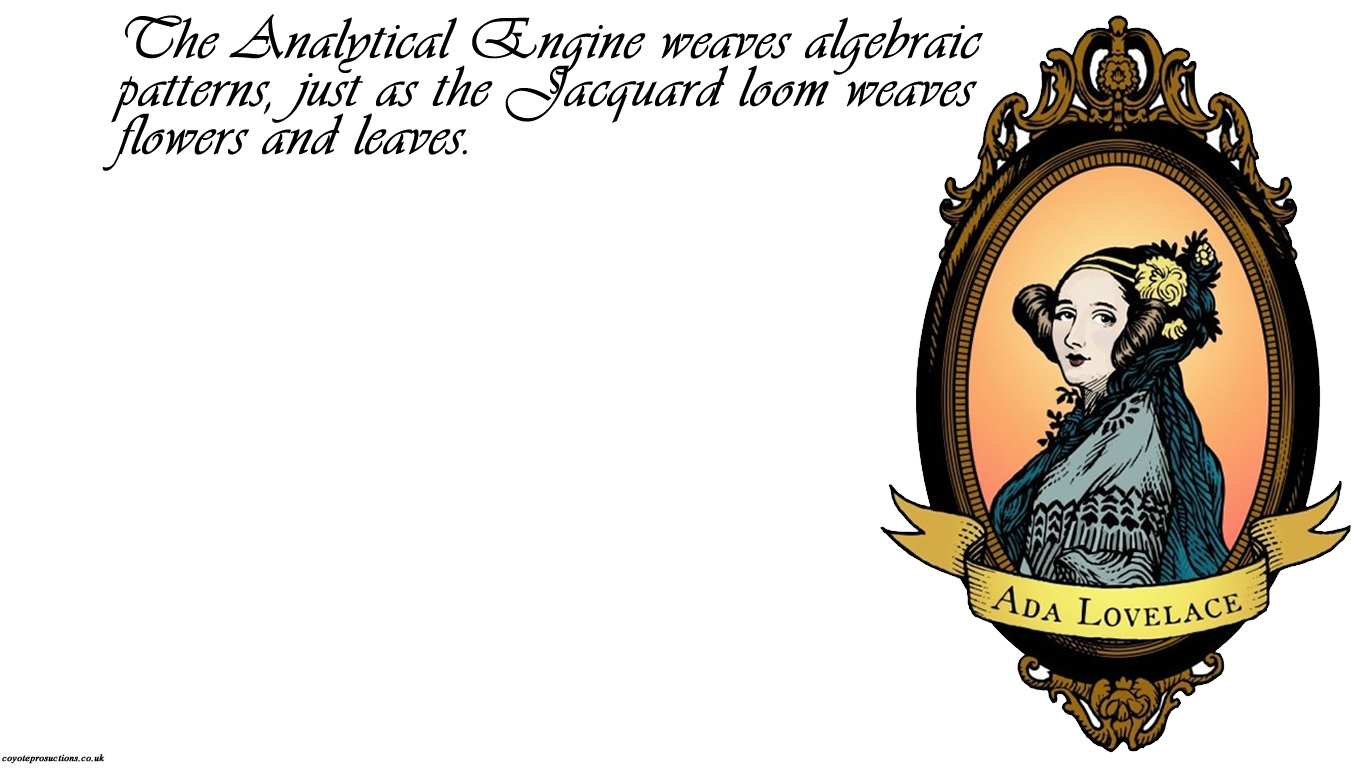 The Analytical Engine weaves algebraic
patterns, just as the Jacquard loom weaves
flowers and leaves.
ADA LOVELACE
coyoteprosuctions.co.uk